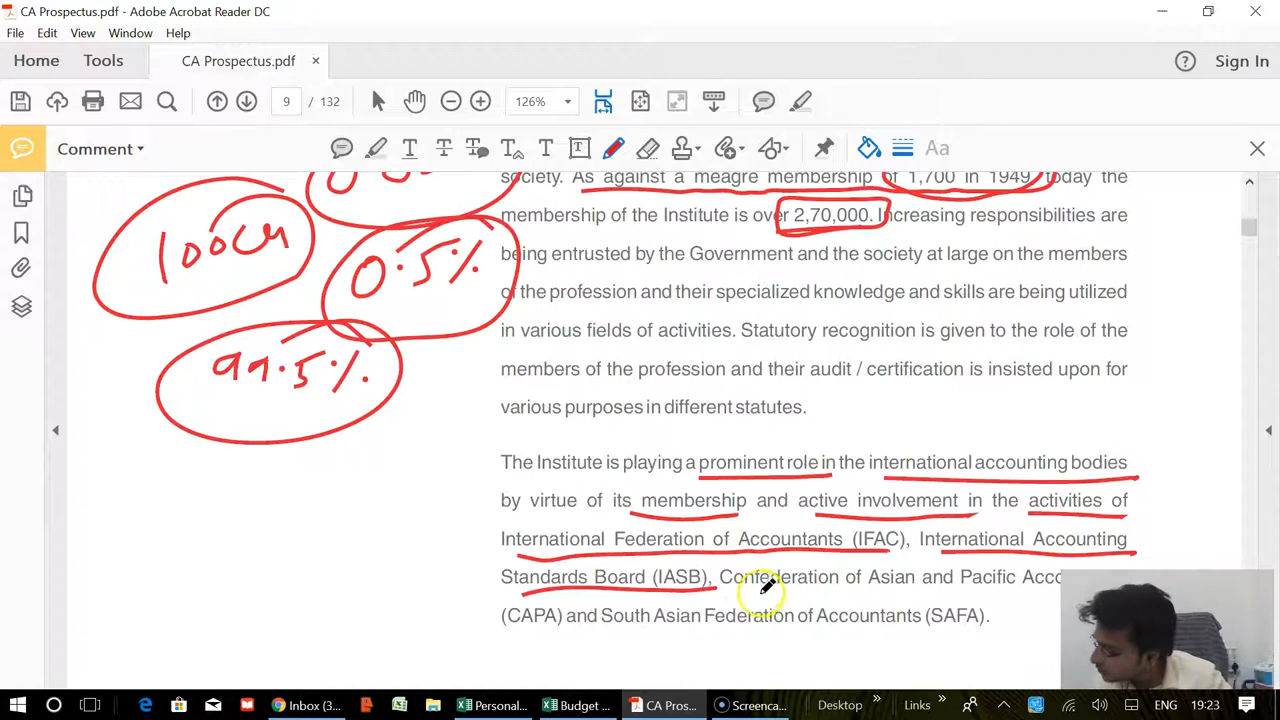 CA Prospectus.pdf - Adobe Acrobat Reader DC
File Edit View Window Help
Home Tools CA Prospectus.pdf × Sign In
9 / 132 126%
Comment Aa
society. As against a meagre membership of 1,700 in 1949, today the
membership of the Institute is over 2,70,000. Increasing responsibilities are
being entrusted by the Government and the society at large on the members
of the profession and their specialized knowledge and skills are being utilized
in various fields of activities. Statutory recognition is given to the role of the
members of the profession and their audit / certification is insisted upon for
various purposes in different statutes.
The Institute is playing a prominent role in the international accounting bodies
by virtue of its membership and active involvement in the activities of
International Federation of Accountants (IFAC), International Accounting
Standards Board (IASB), Confederation of Asian and Pacific Acco
(CAPA) and South Asian Federation of Accountants (SAFA).
0.5%
99.5%
Inbox (3... Personal... Budget ... CA Pros... Screenca... Desktop » Links » ENG 19:23